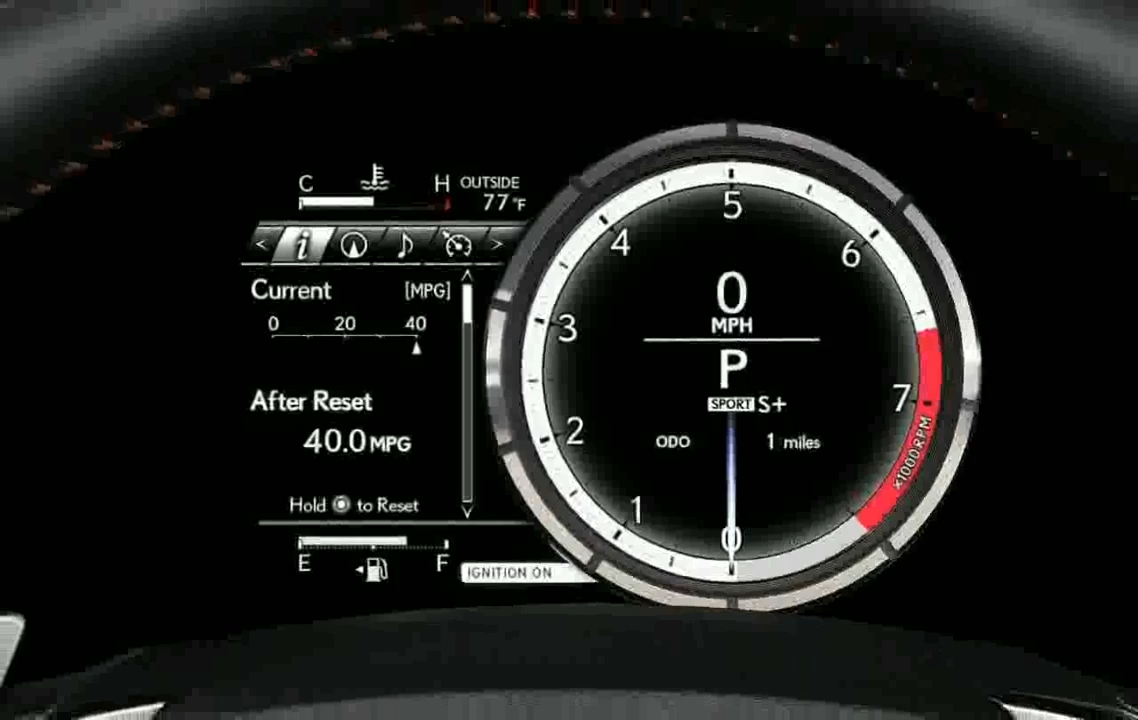 C H OUTSIDE
77°F
< i >
Current [MPG]
0 20 40
After Reset
40.0 MPG
Hold to Reset
E F
IGNITION ON
5
4 6
3
7
2
1
0
0
MPH
P
SPORT S+
ODO 1 miles
x1000RPM